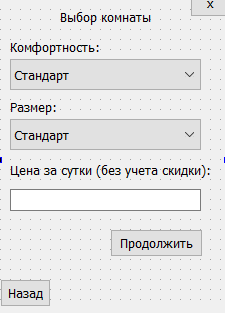 x
Выбор комнаты
Комфортность:
Стандарт
Размер:
Стандарт
Цена за сутки (без учета скидки):
Продолжить
Назад